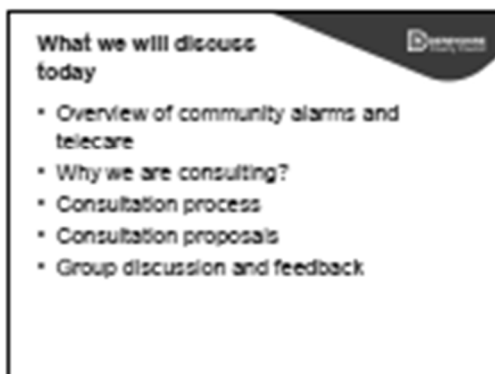 What we will discuss
today
• Overview of community alarms and
telecare
• Why we are consulting?
• Consultation process
• Consultation proposals
• Group discussion and feedback